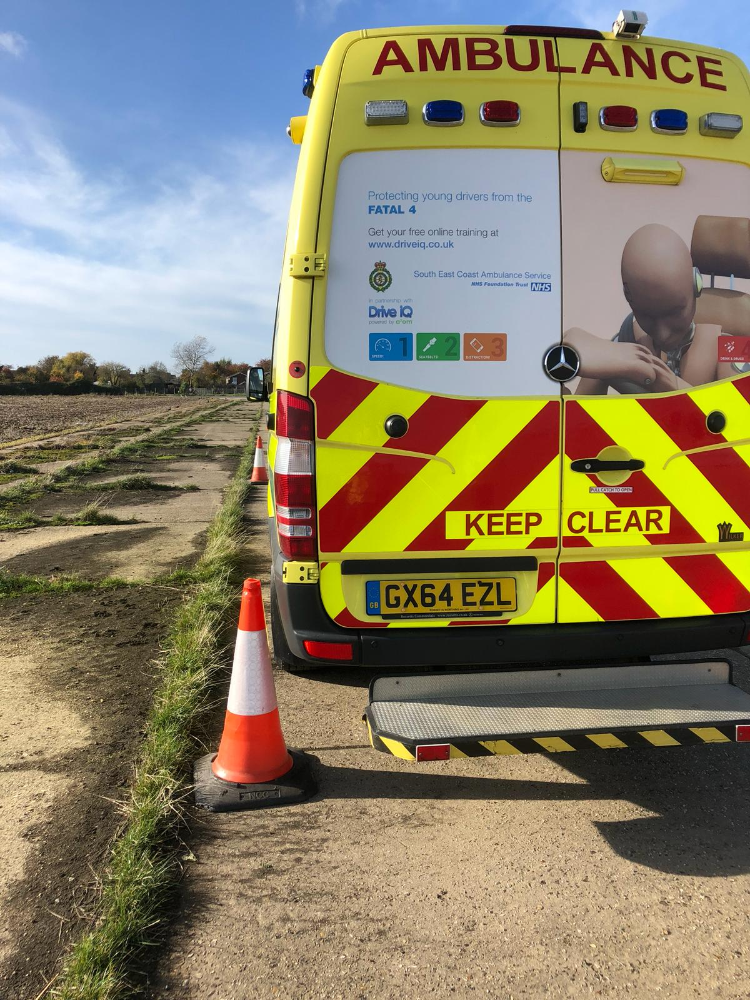 AMBULANCE
Protecting young drivers from the
FATAL 4
Get your free online training at
www.driveiq.co.uk
South East Coast Ambulance Service
NHS Foundation Trust NHS
in partnership with
Drive iQ
powered by a2om
1 2 3
SPEED! SEATBELTS! DISTRACTION!
DRINK & DRUGS!
PULL CATCH TO OPEN
KEEP CLEAR
WILKER
GB GX64 EZL
ROSSETTS WORTHING
Rossetts Commercials www.rossetts.co.uk
NCC